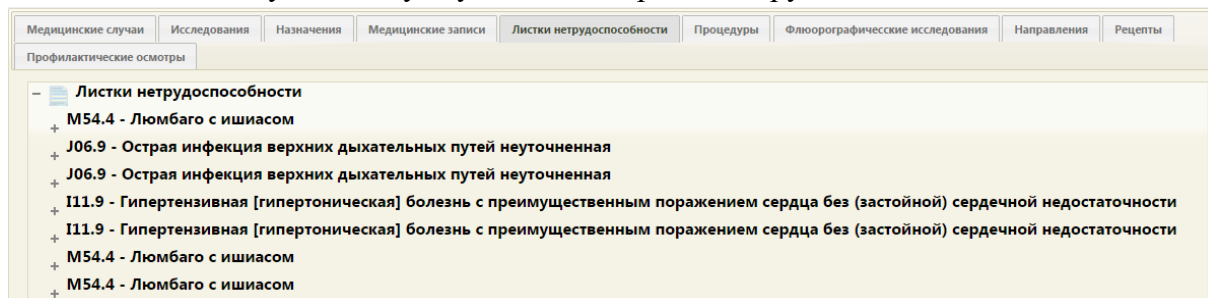 Медицинские случаи Исследования Назначения Медицинские записи Листки нетрудоспособности Процедуры Флюорографичесские исследования Направления Рецепты
Профилактические осмотры
– Листки нетрудоспособности
+ M54.4 - Люмбаго с ишиасом
+ J06.9 - Острая инфекция верхних дыхательных путей неуточненная
+ J06.9 - Острая инфекция верхних дыхательных путей неуточненная
+ I11.9 - Гипертензивная [гипертоническая] болезнь с преимущественным поражением сердца без (застойной) сердечной недостаточности
+ I11.9 - Гипертензивная [гипертоническая] болезнь с преимущественным поражением сердца без (застойной) сердечной недостаточности
+ M54.4 - Люмбаго с ишиасом
+ M54.4 - Люмбаго с ишиасом